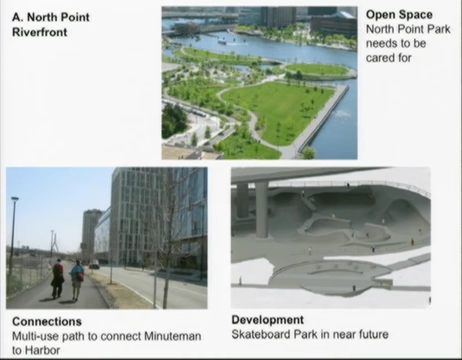 A. North Point
Riverfront
Open Space
North Point Park
needs to be
cared for
Connections
Multi-use path to connect Minuteman
to Harbor
Development
Skateboard Park in near future